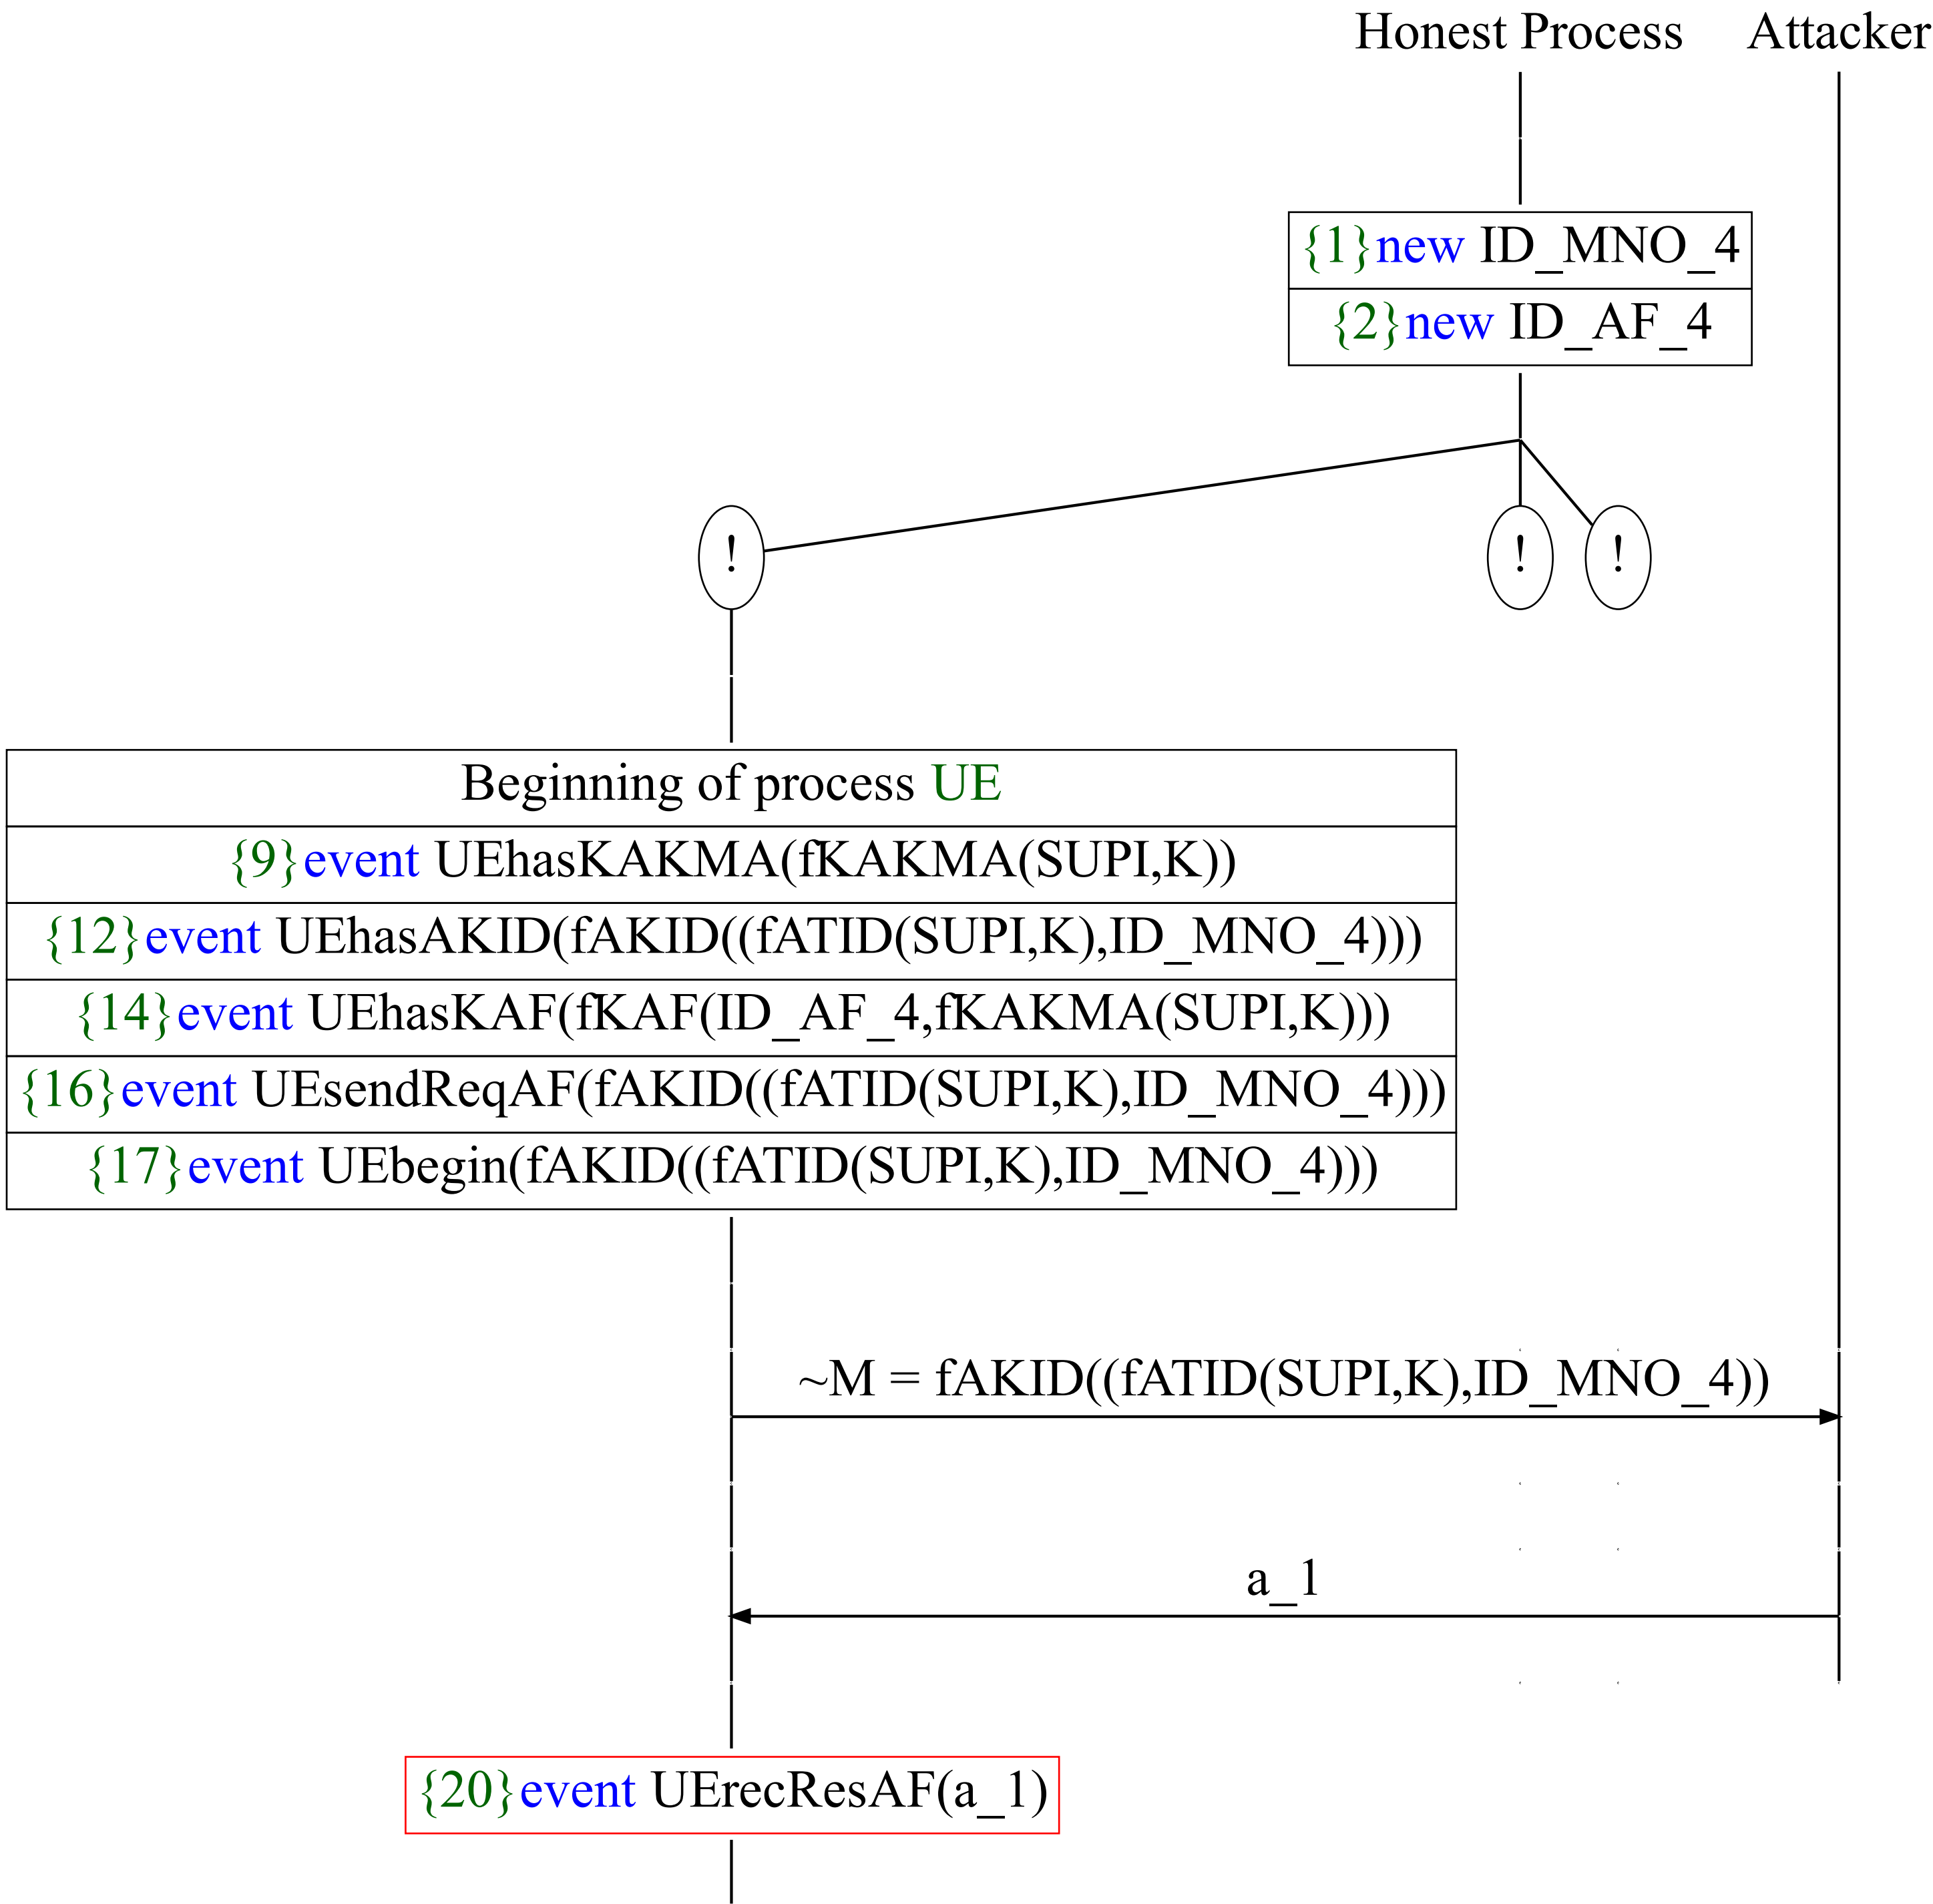 Honest Process Attacker
{1}new ID_MNO_4
{2}new ID_AF_4
! ! !
Beginning of process UE
{9}event UEhasKAKMA(fKAKMA(SUPI,K))
{12}event UEhasAKID(fAKID((fATID(SUPI,K),ID_MNO_4)))
{14}event UEhasKAF(fKAF(ID_AF_4,fKAKMA(SUPI,K)))
{16}event UEsendReqAF(fAKID((fATID(SUPI,K),ID_MNO_4)))
{17}event UEbegin(fAKID((fATID(SUPI,K),ID_MNO_4)))
~M = fAKID((fATID(SUPI,K),ID_MNO_4))
a_1
{20}event UErecResAF(a_1)